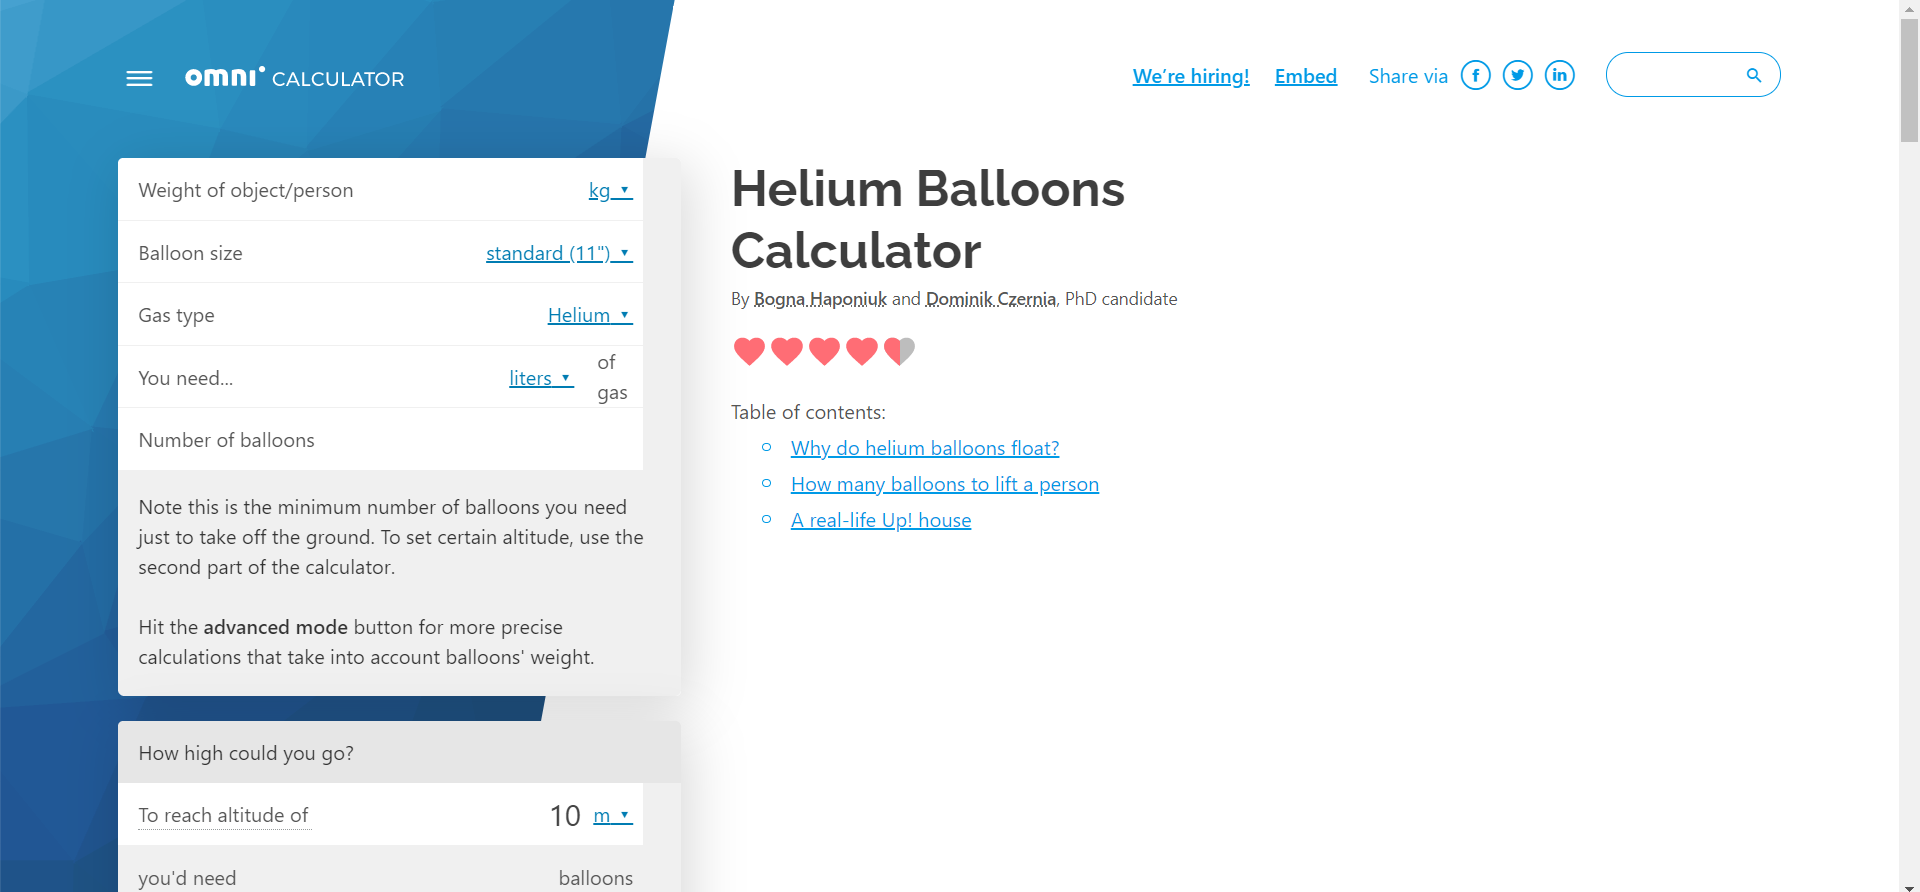 omni CALCULATOR
We're hiring! Embed Share via
Weight of object/person kg
Balloon size standard (11")
Gas type Helium
You need... liters of gas
Number of balloons
Note this is the minimum number of balloons you need
just to take off the ground. To set certain altitude, use the
second part of the calculator.
Hit the advanced mode button for more precise
calculations that take into account balloons' weight.
How high could you go?
To reach altitude of 10 m
you'd need balloons
Helium Balloons
Calculator
By Bogna Haponiuk and Dominik Czernia, PhD candidate
Table of contents:
Why do helium balloons float?
How many balloons to lift a person
A real-life Up! house